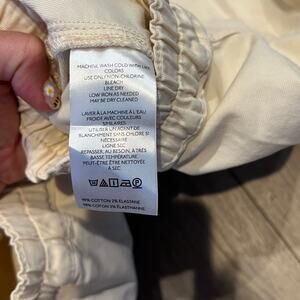 MACHINE WASH COLD WITH LIKE
COLORS
USE ONLY NON-CHLORINE
BLEACH
LINE DRY
LOW IRON AS NEEDED
MAY BE DRY CLEANED
LAVER À LA MACHINE À L'EAU
FROIDE AVEC COULEURS
SIMILAIRES
UTILISER UN AGENT DE
BLANCHIMENT SANS CHLORE SI
NÉCESSAIRE
LIGNE SEC
REPASSER, AU BESOIN, À TRÈS
BASSE TEMPÉRATURE
PEUT-ÊTRE ÊTRE NETTOYÉE
À SEC
98% COTTON 2% ELASTANE
98% COTTON 2% ÉLASTHANNE